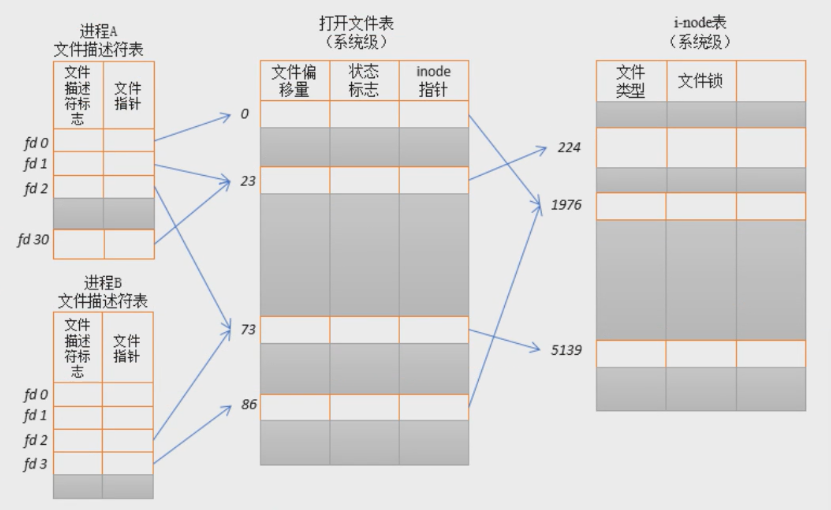 进程A
文件描述符表
文件
描述
符标
志
文件
指针
fd 0
fd 1
fd 2
fd 30
进程B
文件描述符表
文件
描述
符标
志
文件
指针
fd 0
fd 1
fd 2
fd 3
打开文件表
（系统级）
文件偏
移量
状态
标志
inode
指针
0
23
73
86
i-node表
（系统级）
文件
类型
文件锁
224
1976
5139